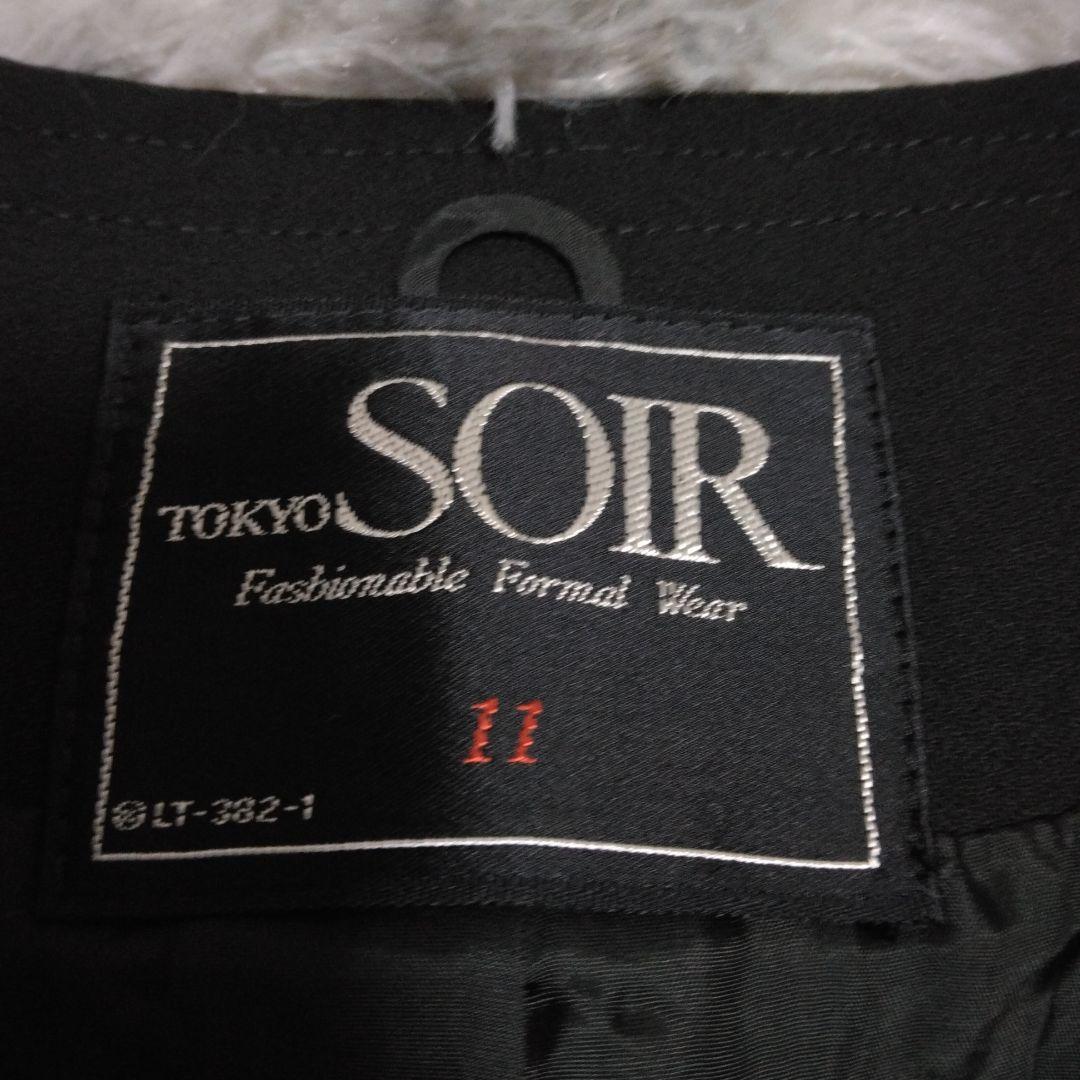 TOKYO SOIR
Fashionable Formal Wear
11
LT-382-1